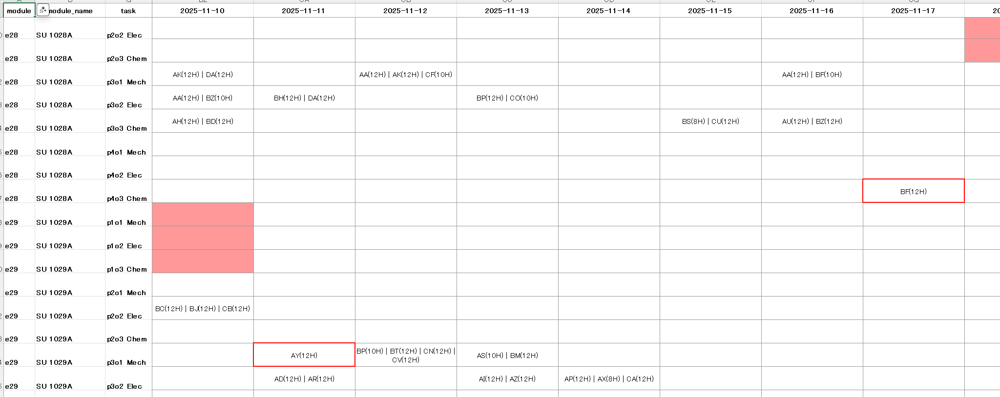 module module_name task 2025-11-10 2025-11-11 2025-11-12 2025-11-13 2025-11-14 2025-11-15 2025-11-16 2025-11-17
e28 SU 1028A p2o2 Elec
e28 SU 1028A p2o3 Chem
e28 SU 1028A p3o1 Mech AK(12H) | DA(12H) AA(12H) | AK(12H) | CF(10H) AA(12H) | BF(10H)
e28 SU 1028A p3o2 Elec AA(12H) | BZ(10H) BH(12H) | DA(12H) BP(12H) | CO(10H)
e28 SU 1028A p3o3 Chem AH(12H) | BD(12H) BS(8H) | CU(12H) AU(12H) | BZ(12H)
e28 SU 1028A p4o1 Mech
e28 SU 1028A p4o2 Elec
e28 SU 1028A p4o3 Chem BF(12H)
e29 SU 1029A p1o1 Mech
e29 SU 1029A p1o2 Elec
e29 SU 1029A p1o3 Chem
e29 SU 1029A p2o1 Mech
e29 SU 1029A p2o2 Elec BC(12H) | BJ(12H) | CB(12H)
e29 SU 1029A p2o3 Chem
e29 SU 1029A p3o1 Mech AY(12H) BP(10H) | BT(12H) | CN(12H) | CV(12H) AS(10H) | BM(12H)
e29 SU 1029A p3o2 Elec AD(12H) | AR(12H) AI(12H) | AZ(12H) AP(12H) | AX(8H) | CA(12H)